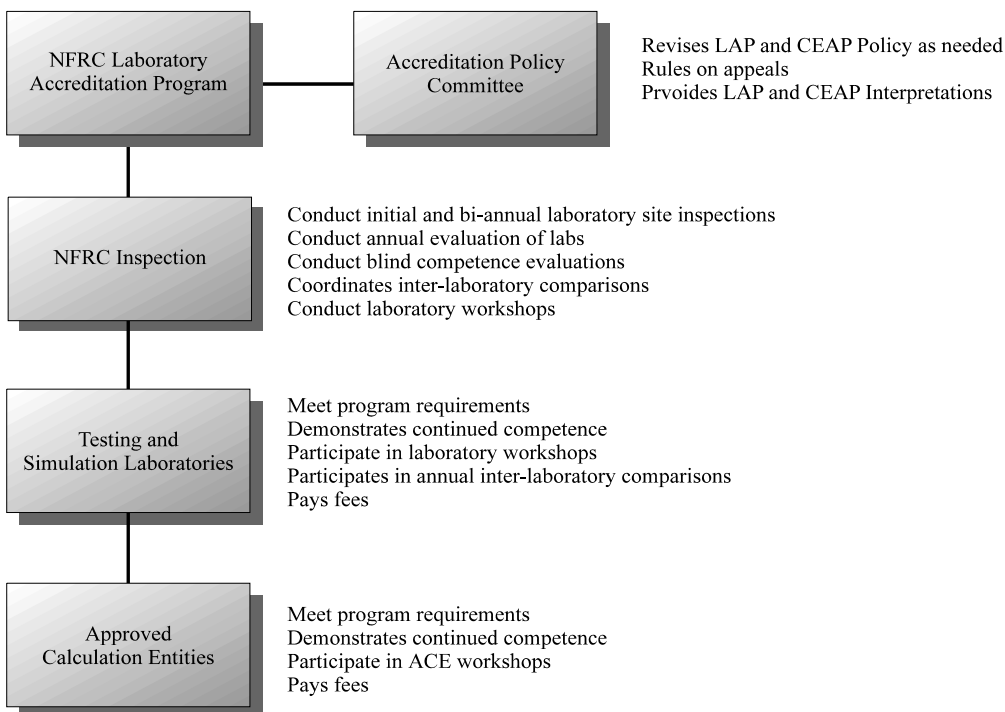 NFRC Laboratory
Accreditation Program
Accreditation Policy
Committee
Revises LAP and CEAP Policy as needed
Rules on appeals
Prvoides LAP and CEAP Interpretations
NFRC Inspection
Conduct initial and bi-annual laboratory site inspections
Conduct annual evaluation of labs
Conduct blind competence evaluations
Coordinates inter-laboratory comparisons
Conduct laboratory workshops
Testing and
Simulation Laboratories
Meet program requirements
Demonstrates continued competence
Participate in laboratory workshops
Participates in annual inter-laboratory comparisons
Pays fees
Approved
Calculation Entities
Meet program requirements
Demonstrates continued competence
Participate in ACE workshops
Pays fees